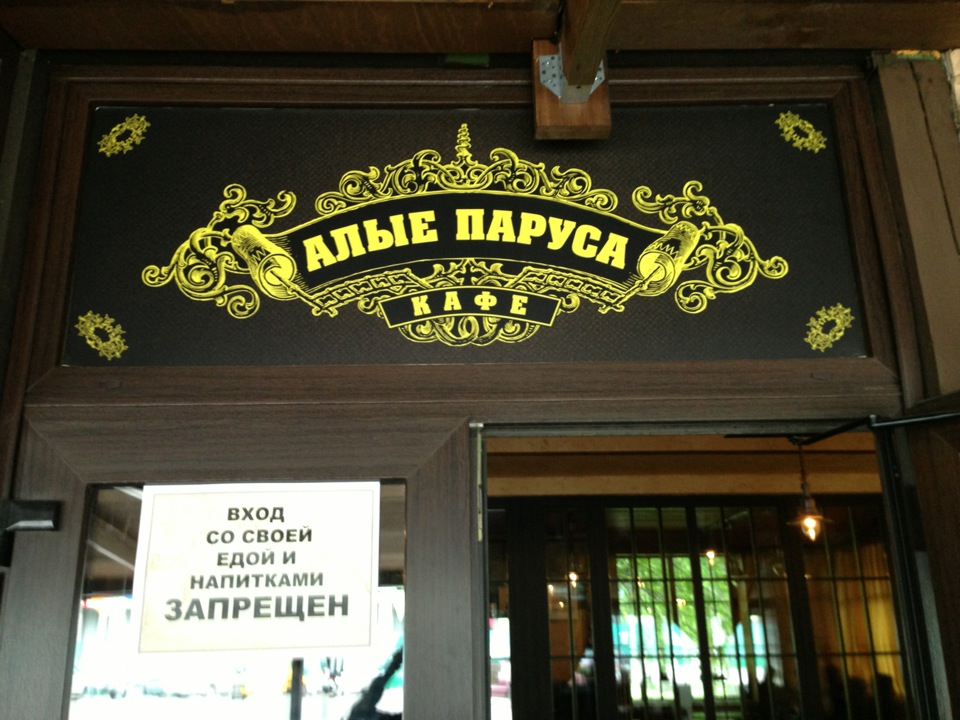 АЛЫЕ ПАРУСА
КАФЕ
ВХОД
СО СВОЕЙ
ЕДОЙ И
НАПИТКАМИ
ЗАПРЕЩЕН